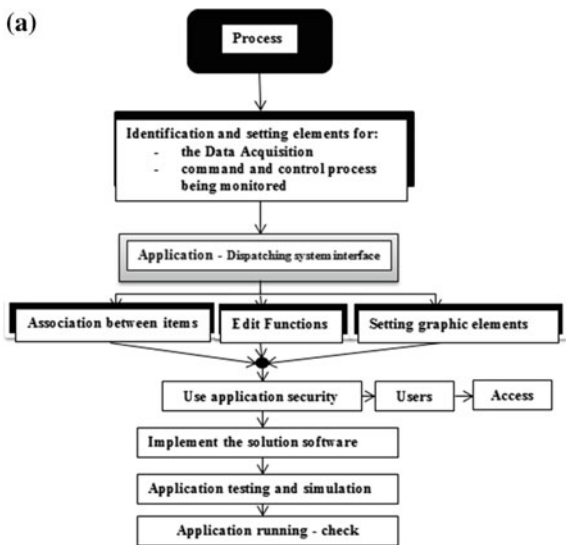 (a)
Process
Identification and setting elements for:
- the Data Acquisition
- command and control process
being monitored
Application - Dispatching system interface
Association between items
Edit Functions
Setting graphic elements
Use application security
Users
Access
Implement the solution software
Application testing and simulation
Application running - check